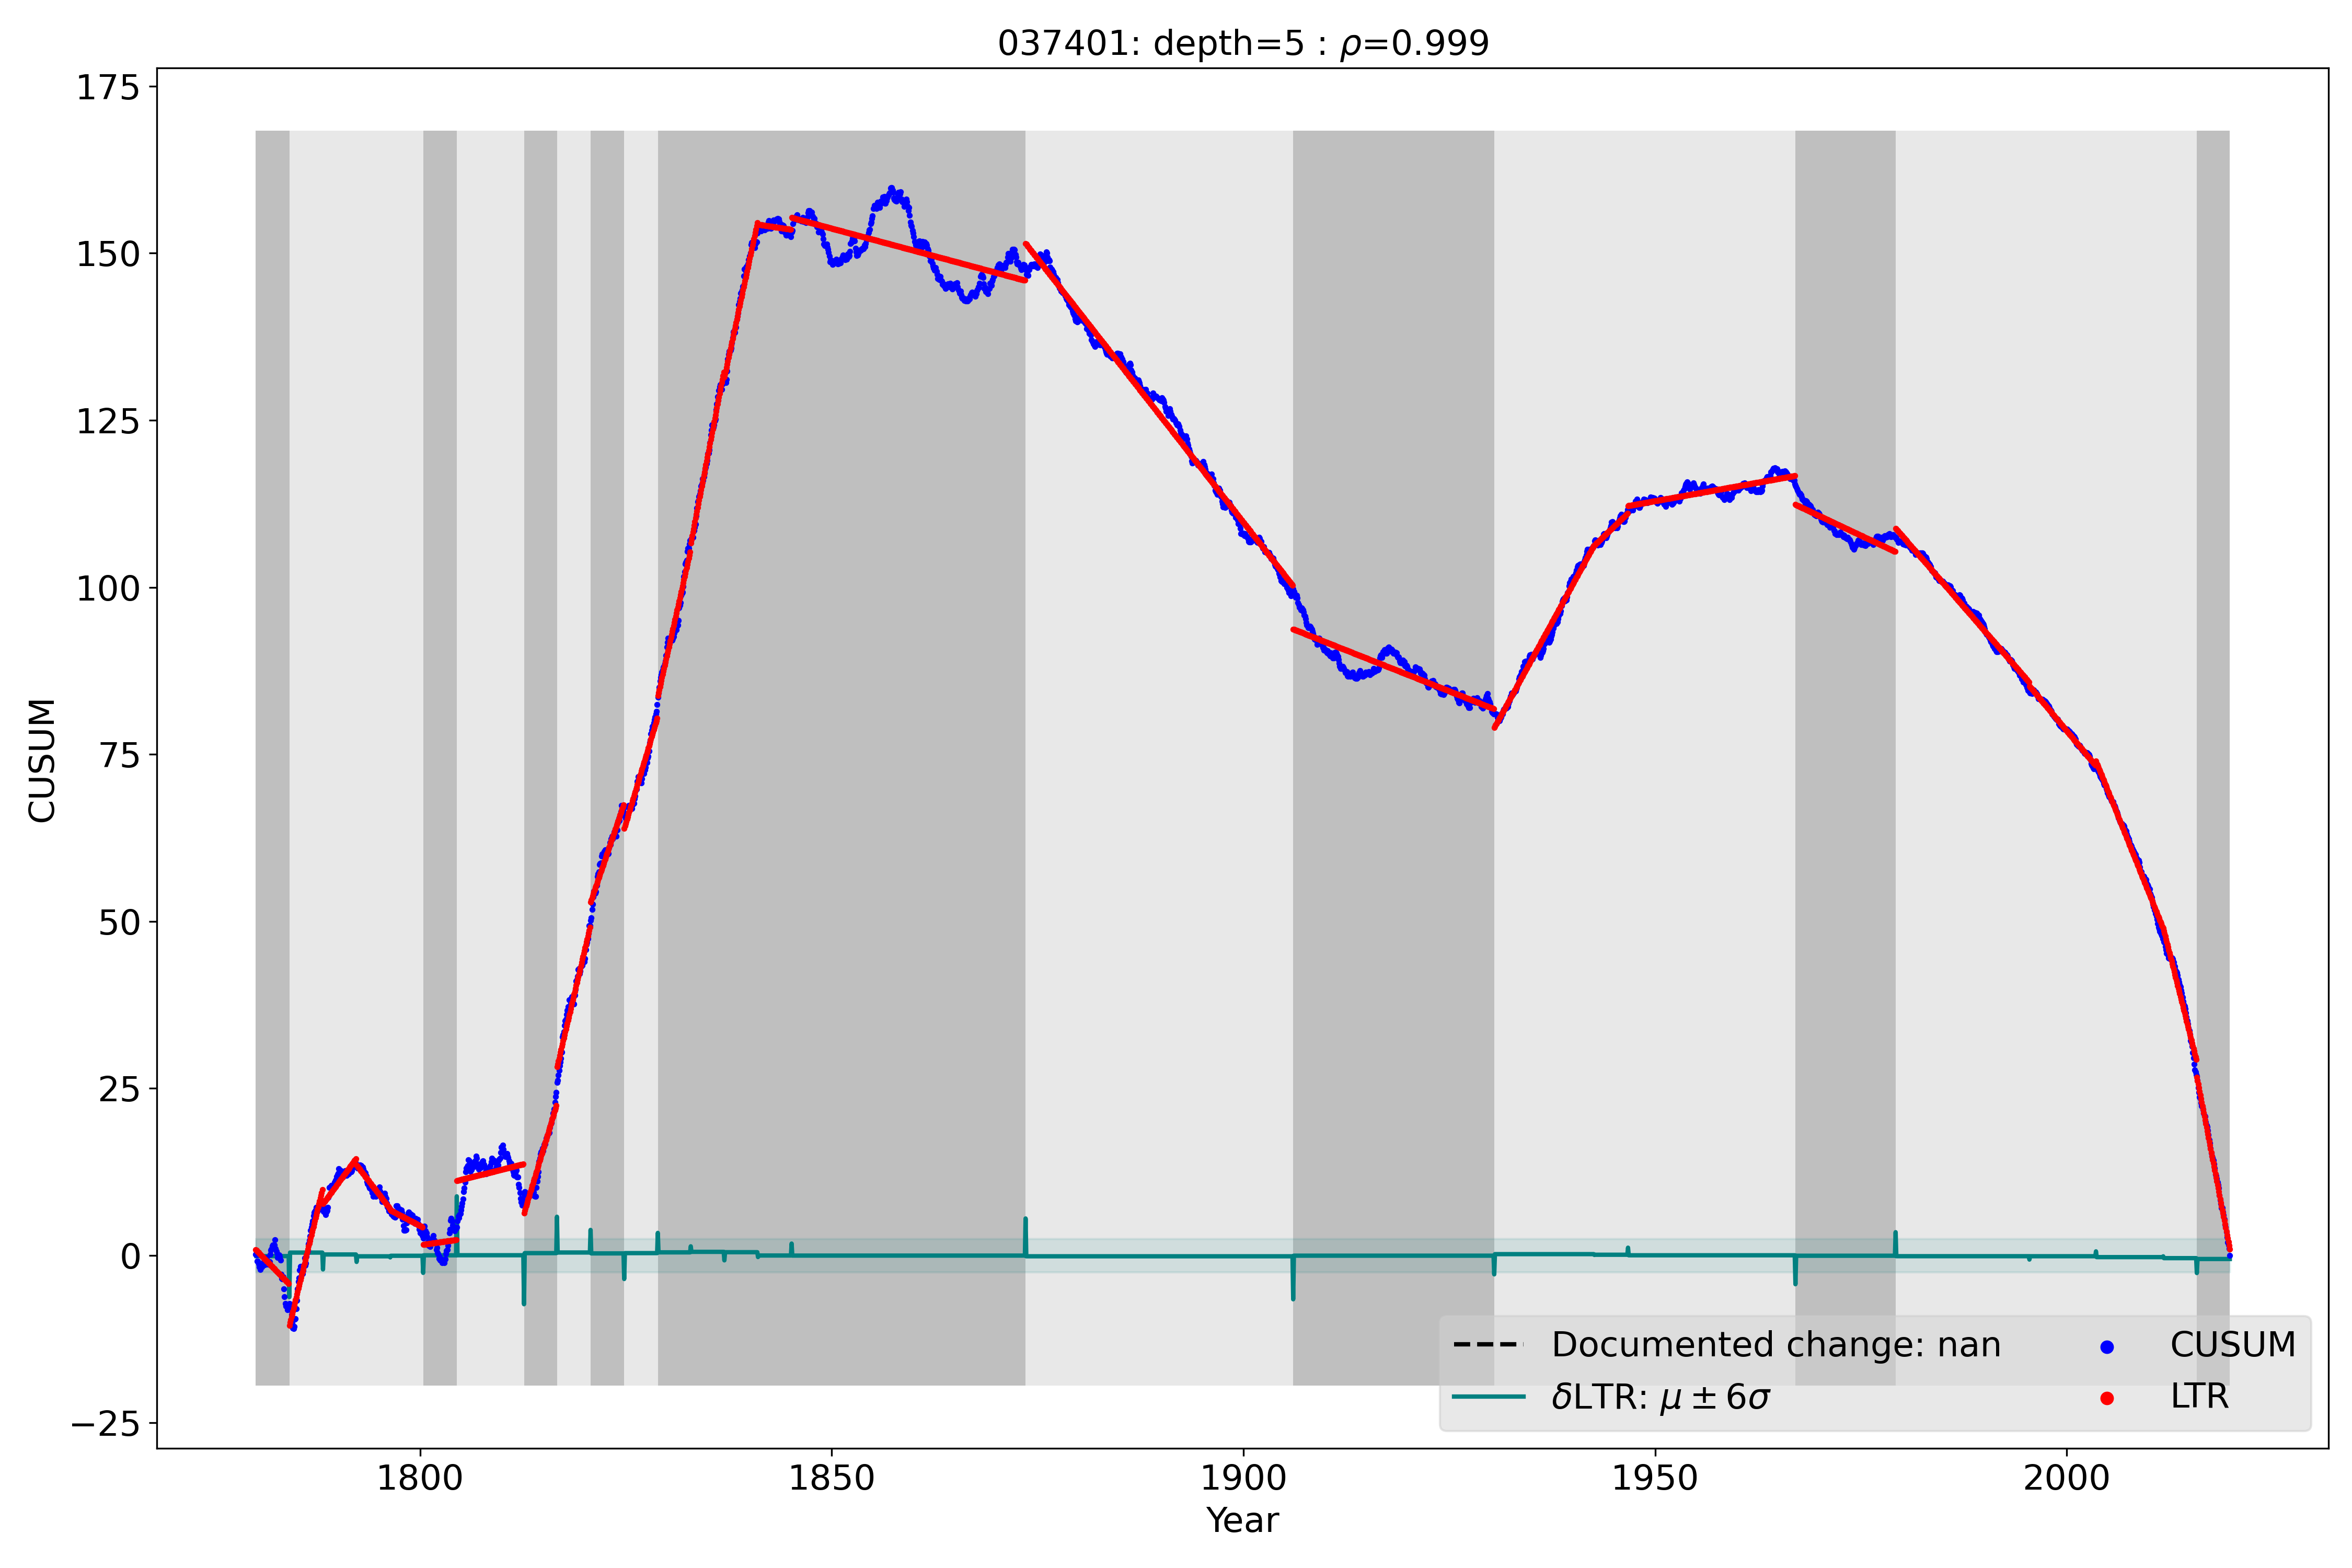 037401: depth=5 : ρ=0.999
175
150
125
100
75
50
25
0
−25
CUSUM
1800
1850
1900
1950
2000
Year
Documented change: nan
δLTR: μ ± 6σ
CUSUM
LTR